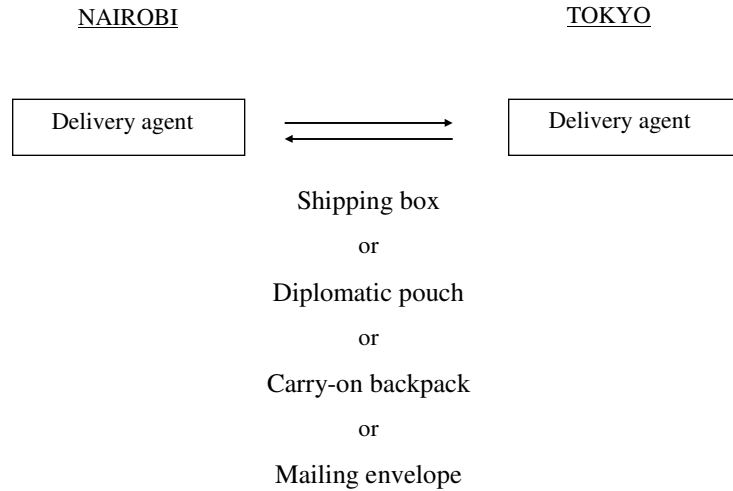 NAIROBI
TOKYO
Delivery agent
Delivery agent
Shipping box
or
Diplomatic pouch
or
Carry-on backpack
or
Mailing envelope